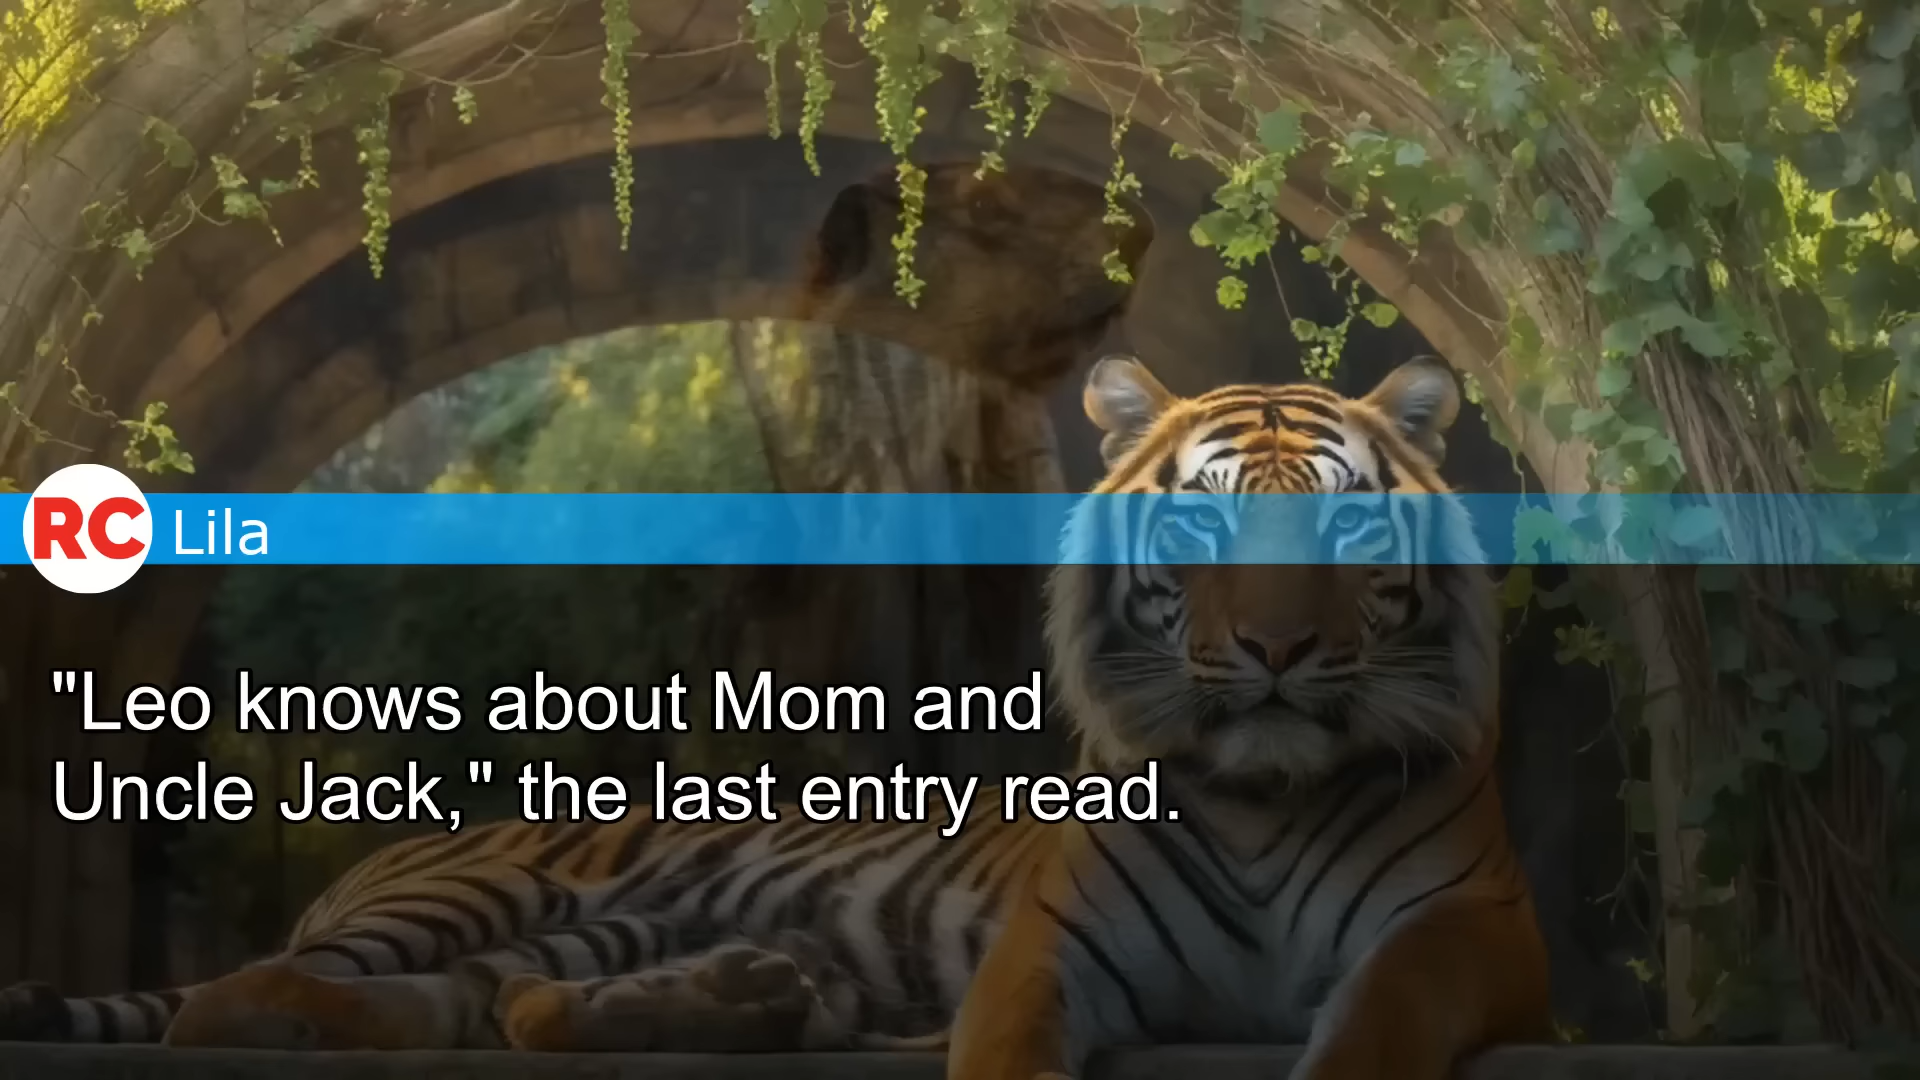 RC Lila
"Leo knows about Mom and
Uncle Jack," the last entry read.